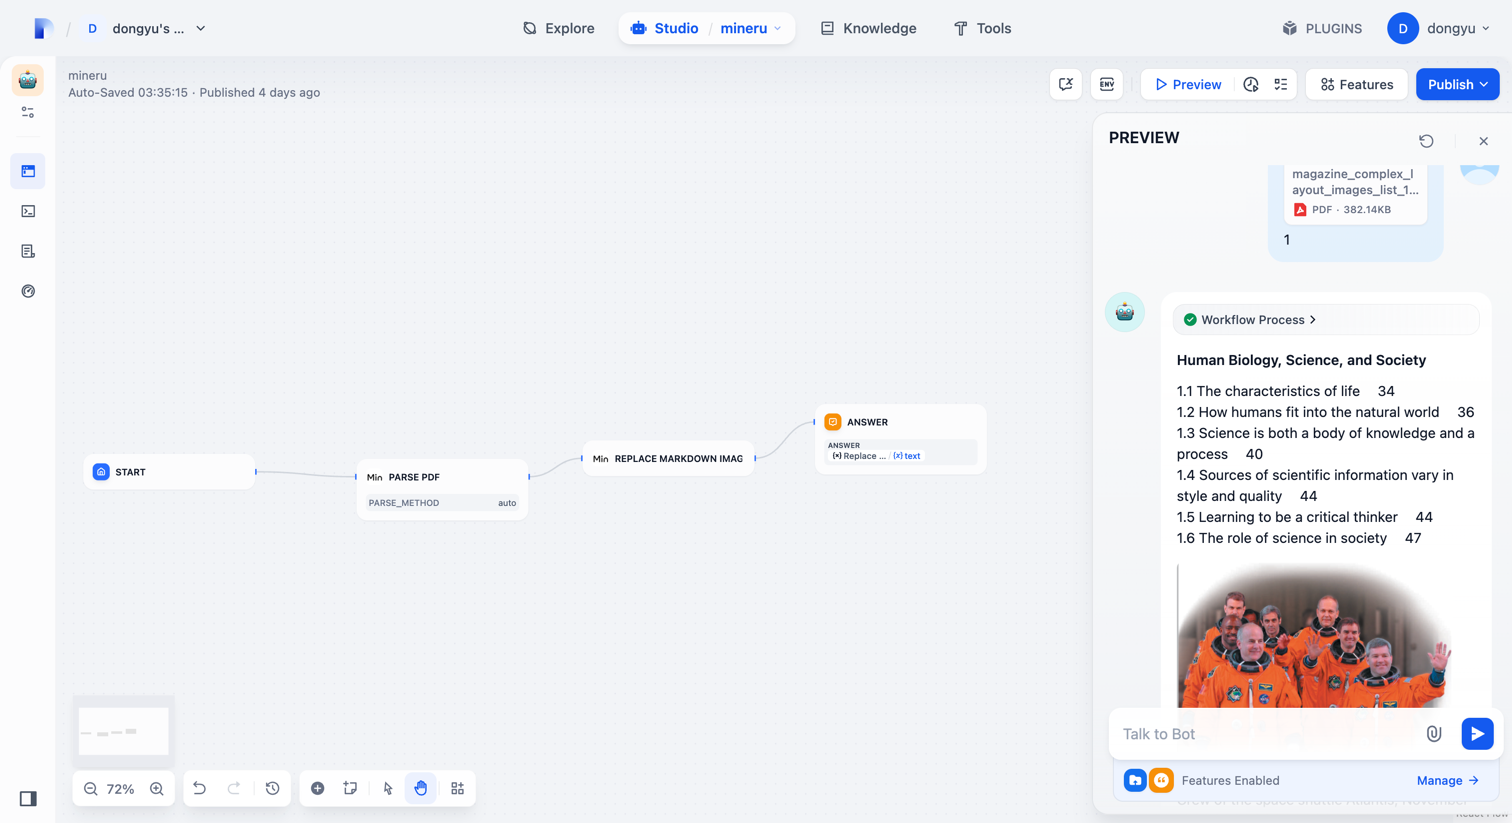 D dongyu's ...
Explore
Studio / mineru
Knowledge
Tools
PLUGINS
D dongyu
mineru
Auto-Saved 03:35:15 · Published 4 days ago
ENV
Preview
Features
Publish
PREVIEW
magazine_complex_l
ayout_images_list_1...
PDF · 382.14KB
1
Workflow Process
Human Biology, Science, and Society
1.1 The characteristics of life 34
1.2 How humans fit into the natural world 36
1.3 Science is both a body of knowledge and a
process 40
1.4 Sources of scientific information vary in
style and quality 44
1.5 Learning to be a critical thinker 44
1.6 The role of science in society 47
START
Min PARSE PDF
PARSE_METHOD auto
Min REPLACE MARKDOWN IMAG
ANSWER
ANSWER
(x) Replace ... / (x) text
Talk to Bot
Features Enabled
Manage
Crew of the space shuttle Atlantis, November
React Flow
72%